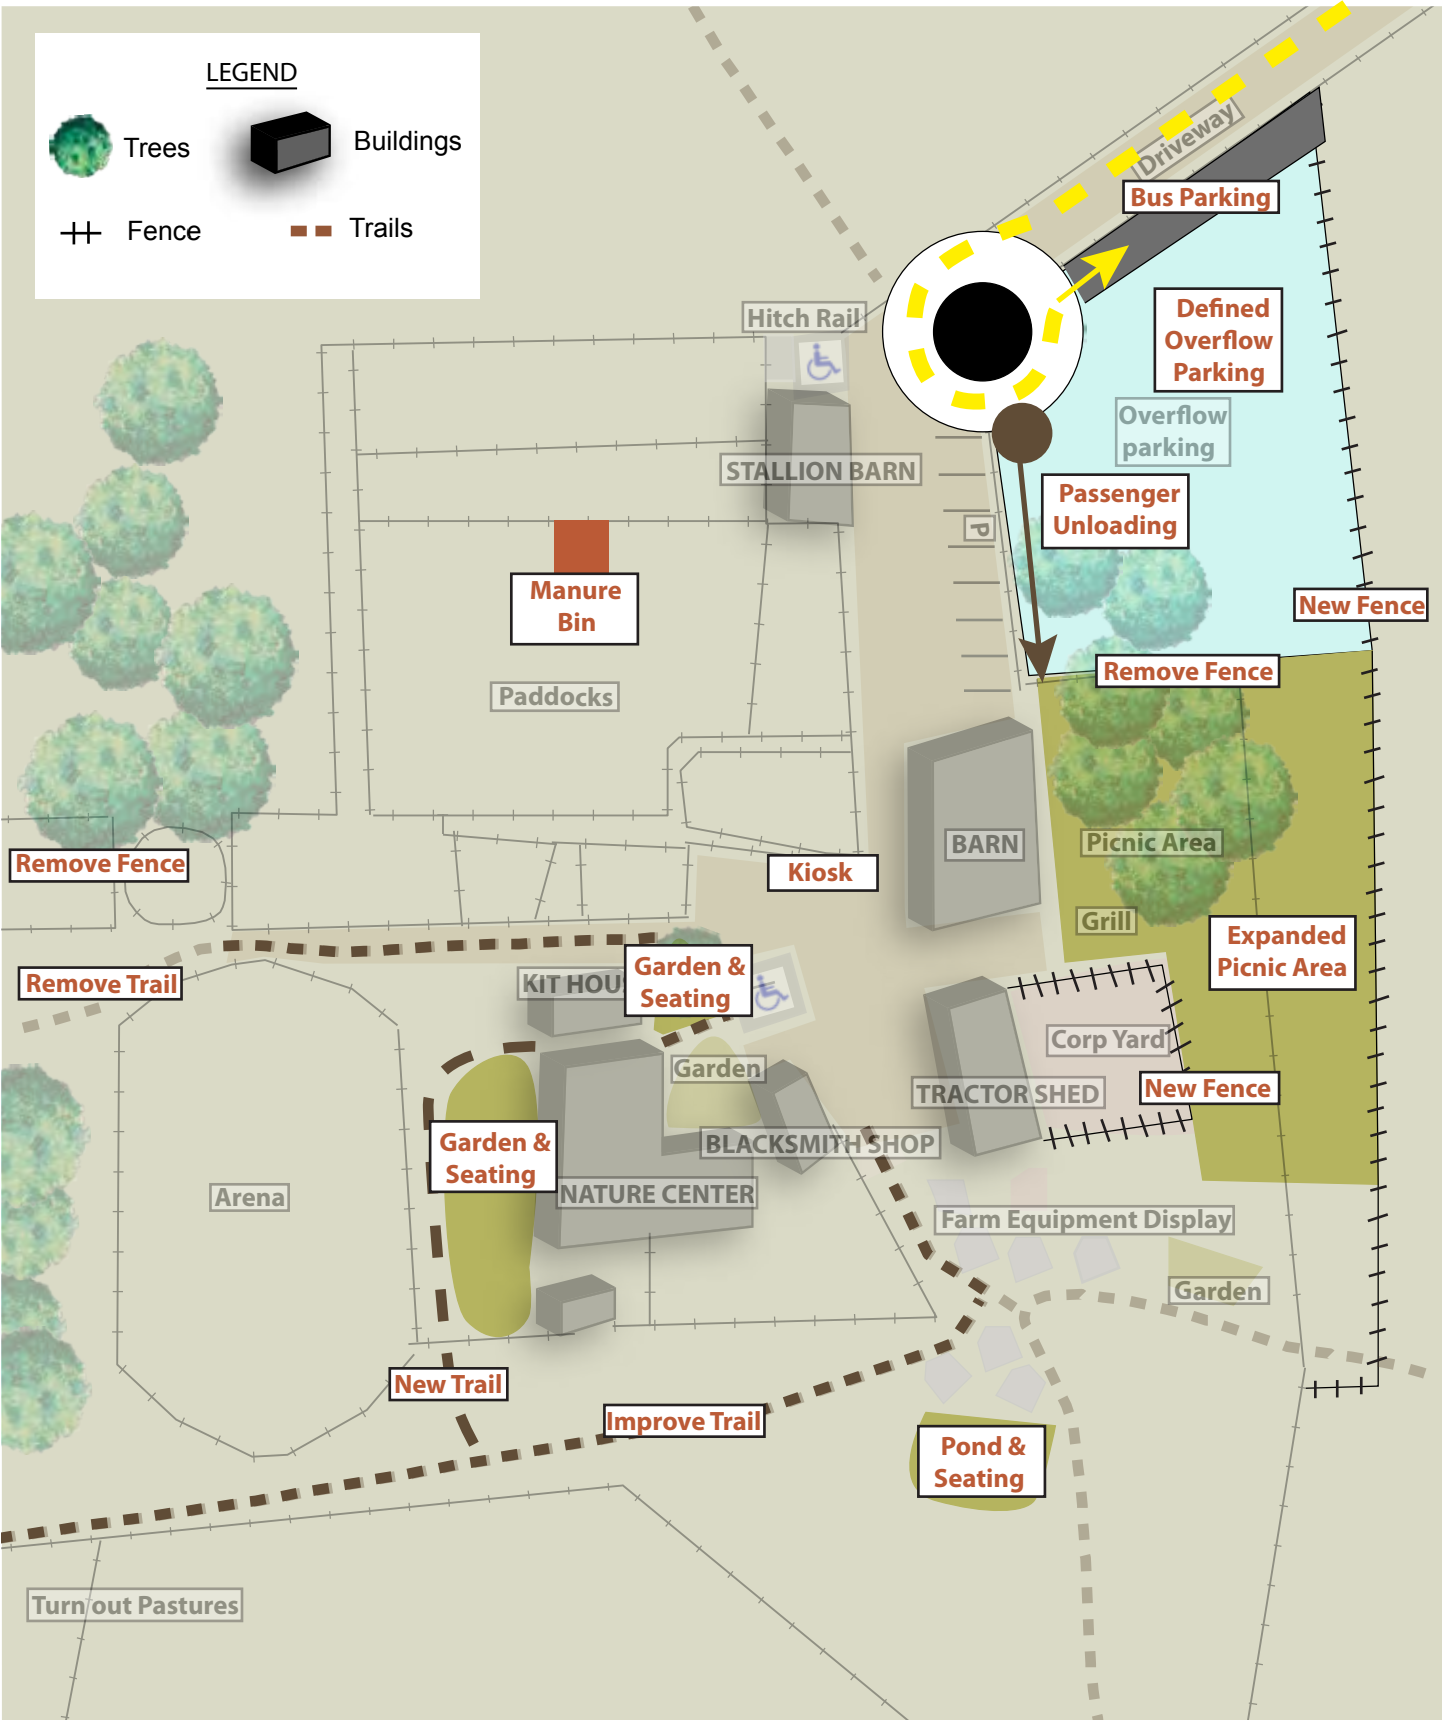 LEGEND
Trees
Buildings
Fence
Trails
Driveway
Bus Parking
Hitch Rail
Defined
Overflow
Parking
Overflow
parking
STALLION BARN
Passenger
Unloading
P
Manure
Bin
New Fence
Remove Fence
Paddocks
BARN
Picnic Area
Remove Fence
Kiosk
Grill
Expanded
Picnic Area
Remove Trail
KIT HOUS
Garden &
Seating
Corp Yard
Garden
TRACTOR SHED
New Fence
Garden &
Seating
BLACKSMITH SHOP
Arena
NATURE CENTER
Farm Equipment Display
Garden
New Trail
Improve Trail
Pond &
Seating
Turn out Pastures